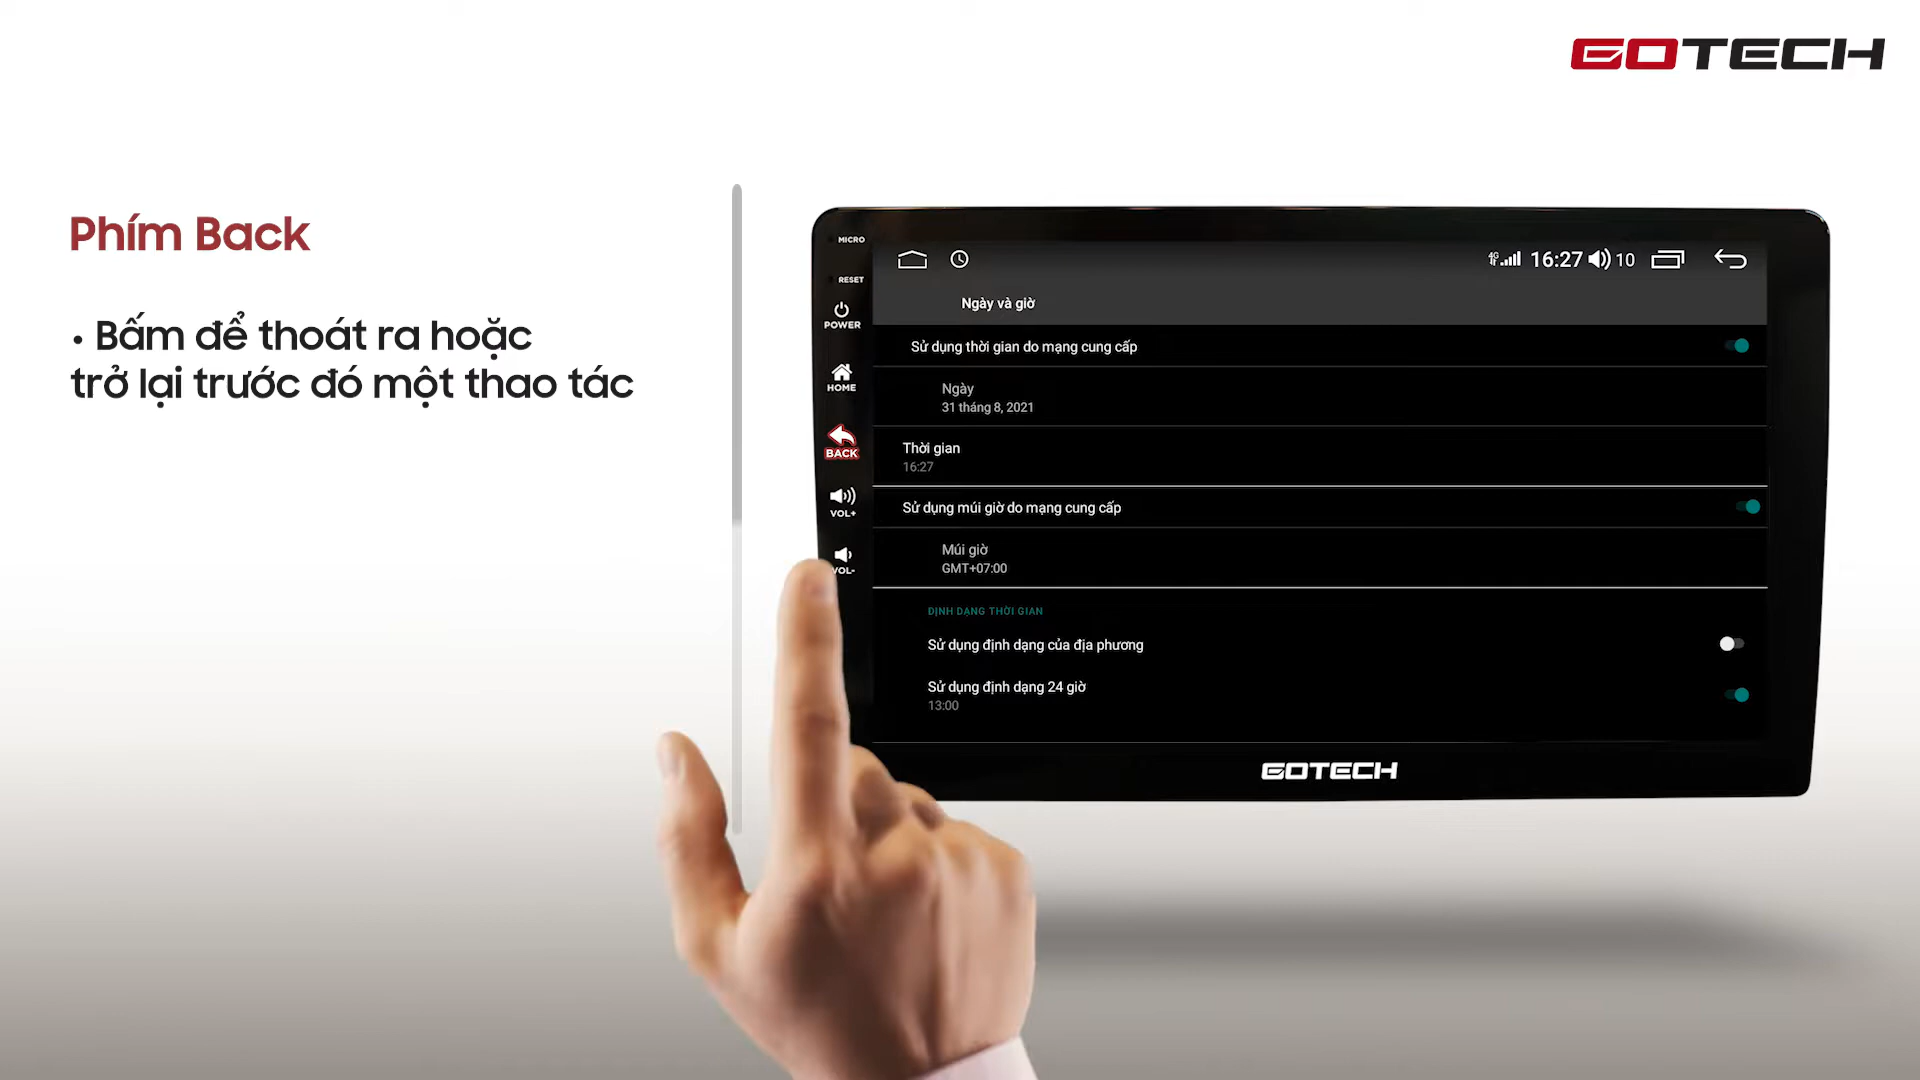 GOTECH
Phím Back
• Bấm để thoát ra hoặc
trở lại trước đó một thao tác
MICRO
RESET
POWER
HOME
BACK
VOL+
VOL-
4G 16:27 10
Ngày và giờ
Sử dụng thời gian do mạng cung cấp
Ngày
31 tháng 8, 2021
Thời gian
16:27
Sử dụng múi giờ do mạng cung cấp
Múi giờ
GMT+07:00
ĐỊNH DẠNG THỜI GIAN
Sử dụng định dạng của địa phương
Sử dụng định dạng 24 giờ
13:00
GOTECH